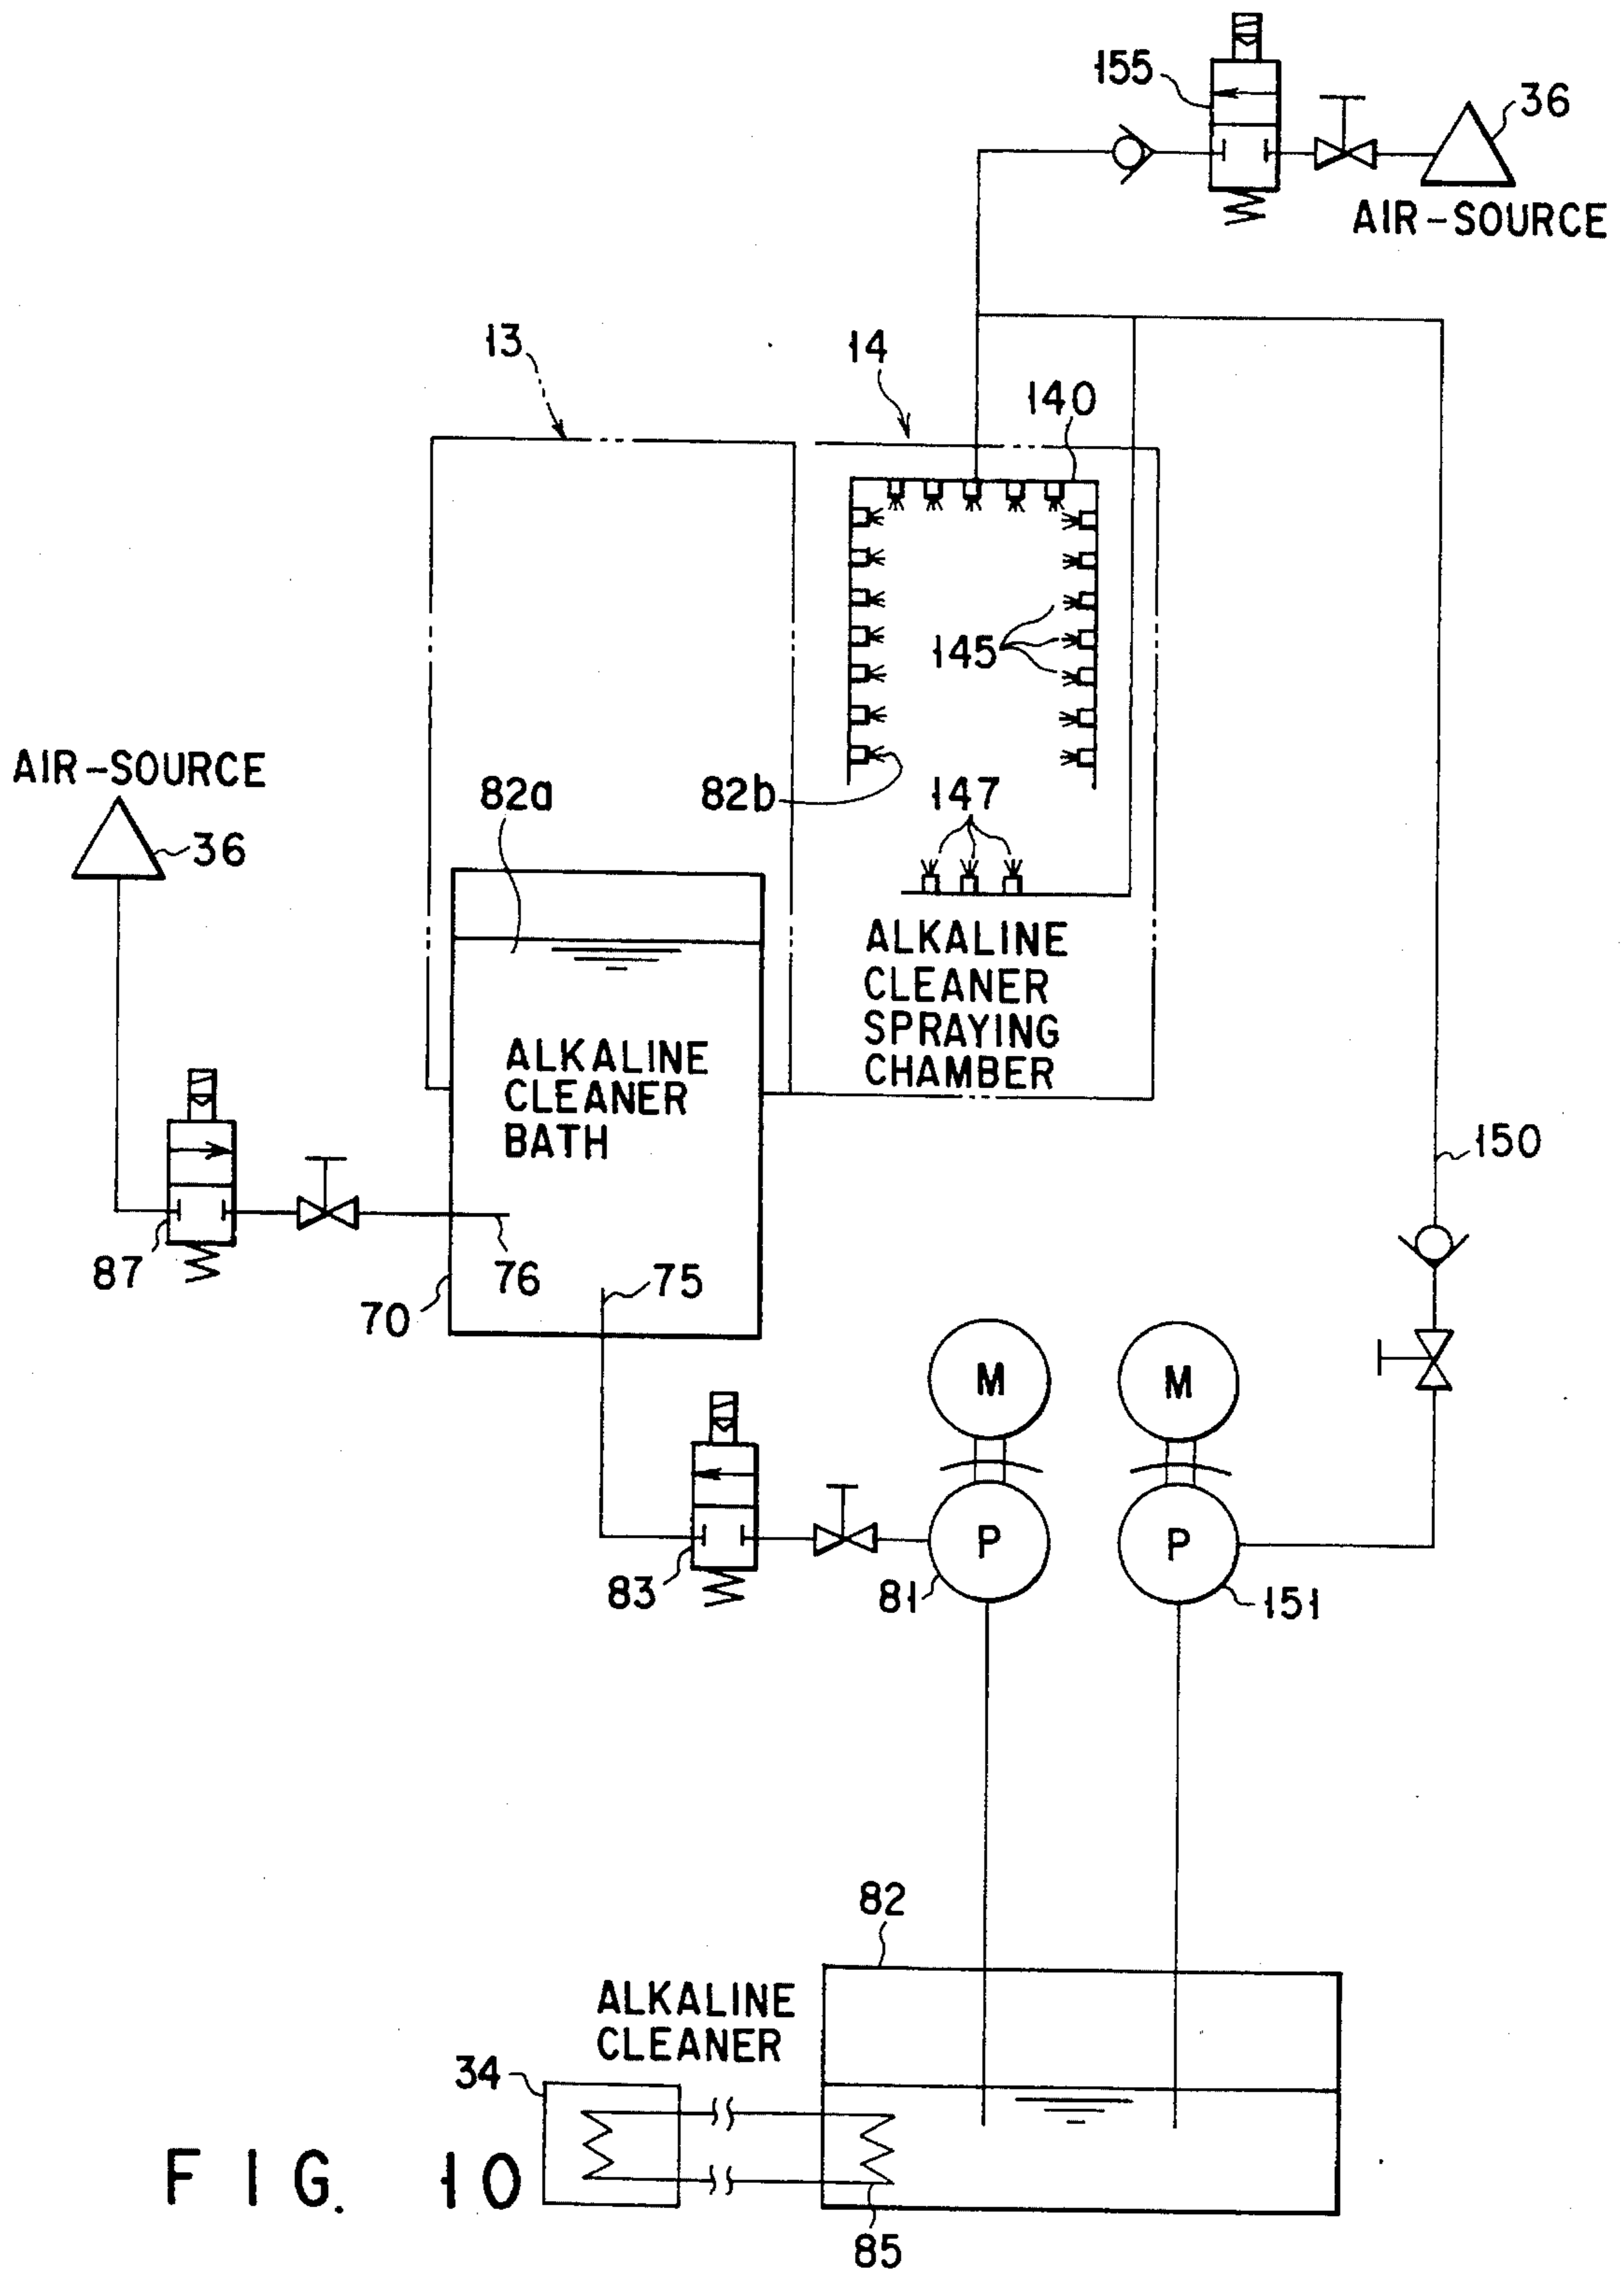 155
36
AIR-SOURCE
13
14
140
145
AIR-SOURCE
36
82a
82b
147
ALKALINE
CLEANER
SPRAYING
CHAMBER
ALKALINE
CLEANER
BATH
150
87
76
70
75
M
M
P
P
83
81
151
82
ALKALINE
CLEANER
34
85
FIG. 10